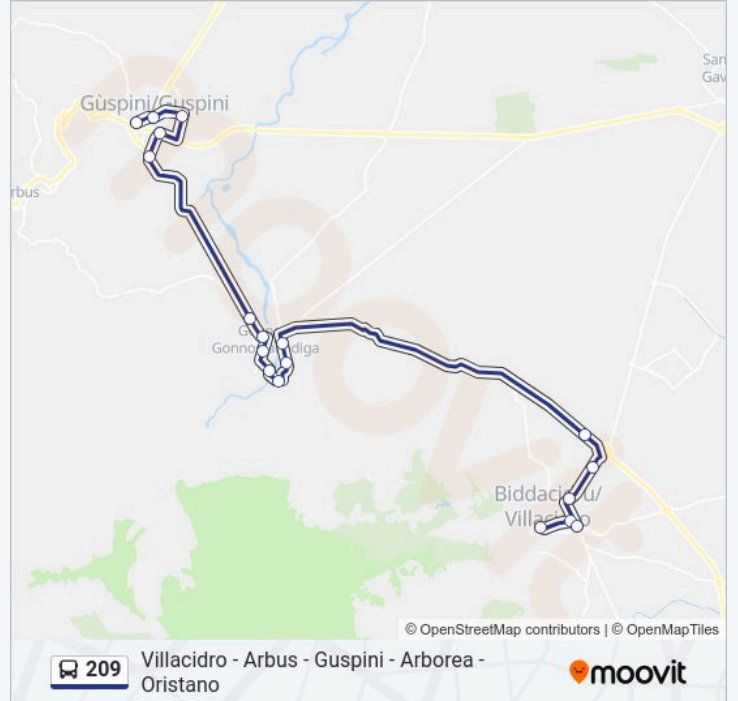 San
Gav
Gùspini/Guspini
rbus
Gonnosfanadiga
Biddacidru/
Villacidro
© OpenStreetMap contributors | © OpenMapTiles
209
Villacidro - Arbus - Guspini - Arborea -
Oristano
moovit